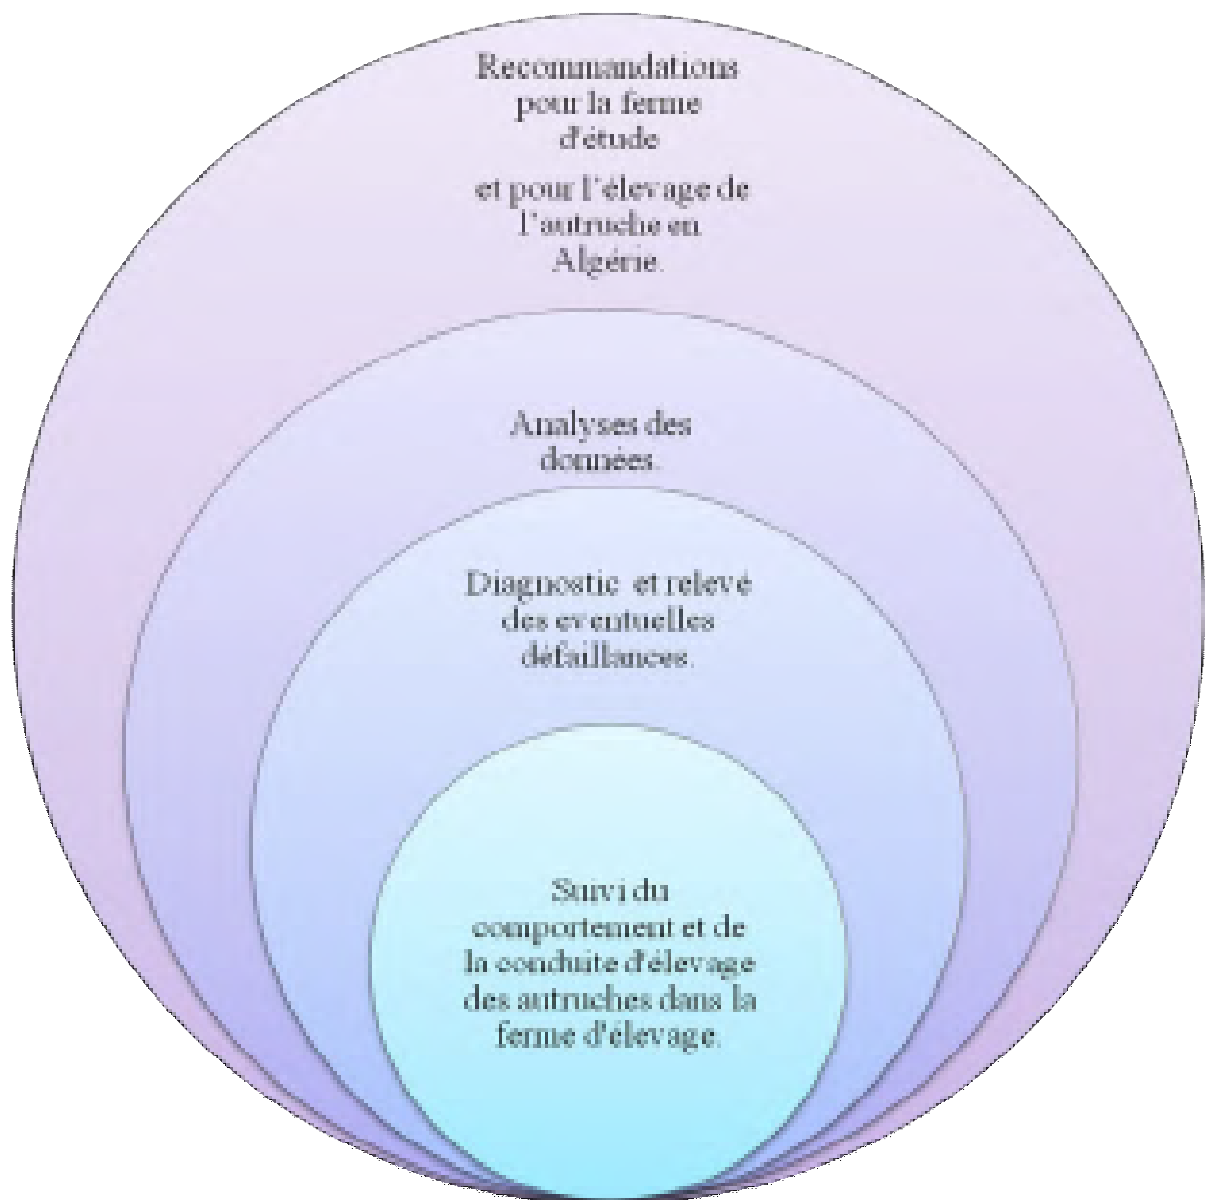 Recommandations
pour la ferme
d'étude
et pour l'élevage de
l'autruche en
Algérie.
Analyses des
données.
Diagnostic et relevé
des eventuelles
défaillances.
Suivi du
comportement et de
la conduite d'élevage
des autruches dans la
ferme d'élevage.